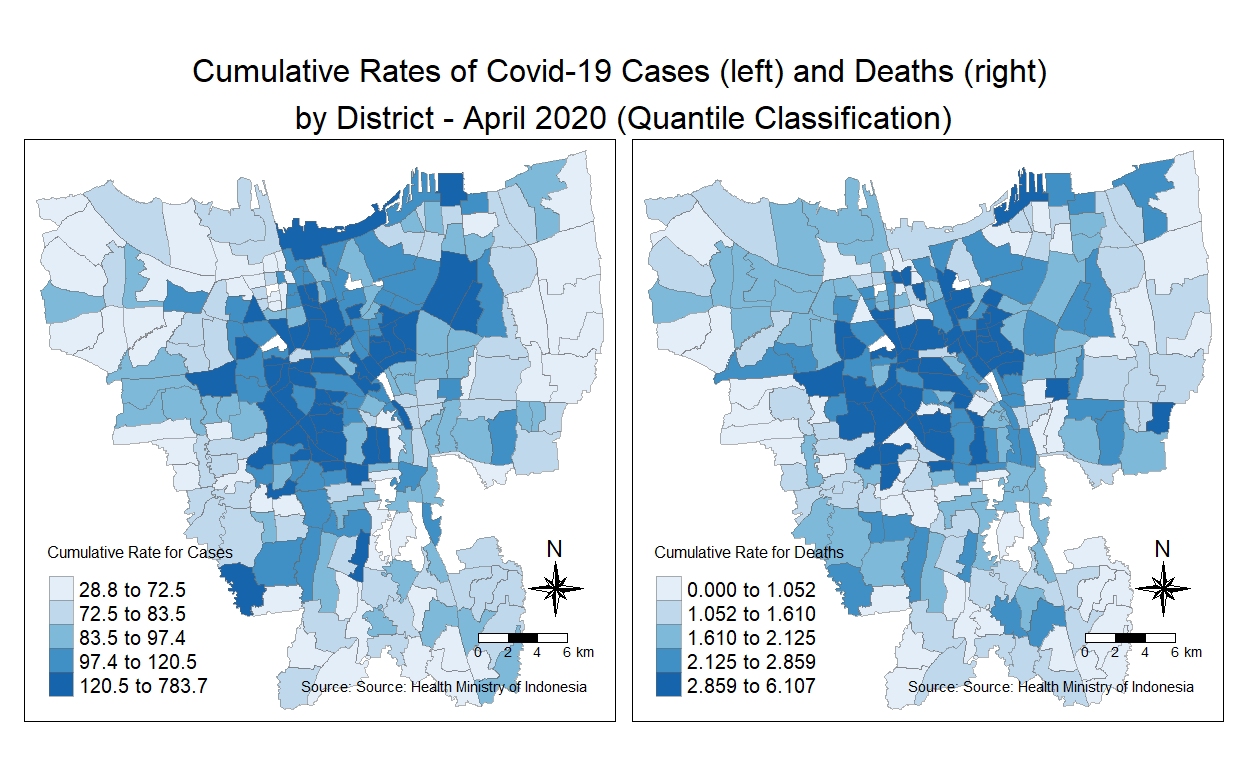 Cumulative Rates of Covid-19 Cases (left) and Deaths (right)
by District - April 2020 (Quantile Classification)
Cumulative Rate for Cases
28.8 to 72.5
72.5 to 83.5
83.5 to 97.4
97.4 to 120.5
120.5 to 783.7
N
0 2 4 6 km
Source: Source: Health Ministry of Indonesia
Cumulative Rate for Deaths
0.000 to 1.052
1.052 to 1.610
1.610 to 2.125
2.125 to 2.859
2.859 to 6.107
N
0 2 4 6 km
Source: Source: Health Ministry of Indonesia